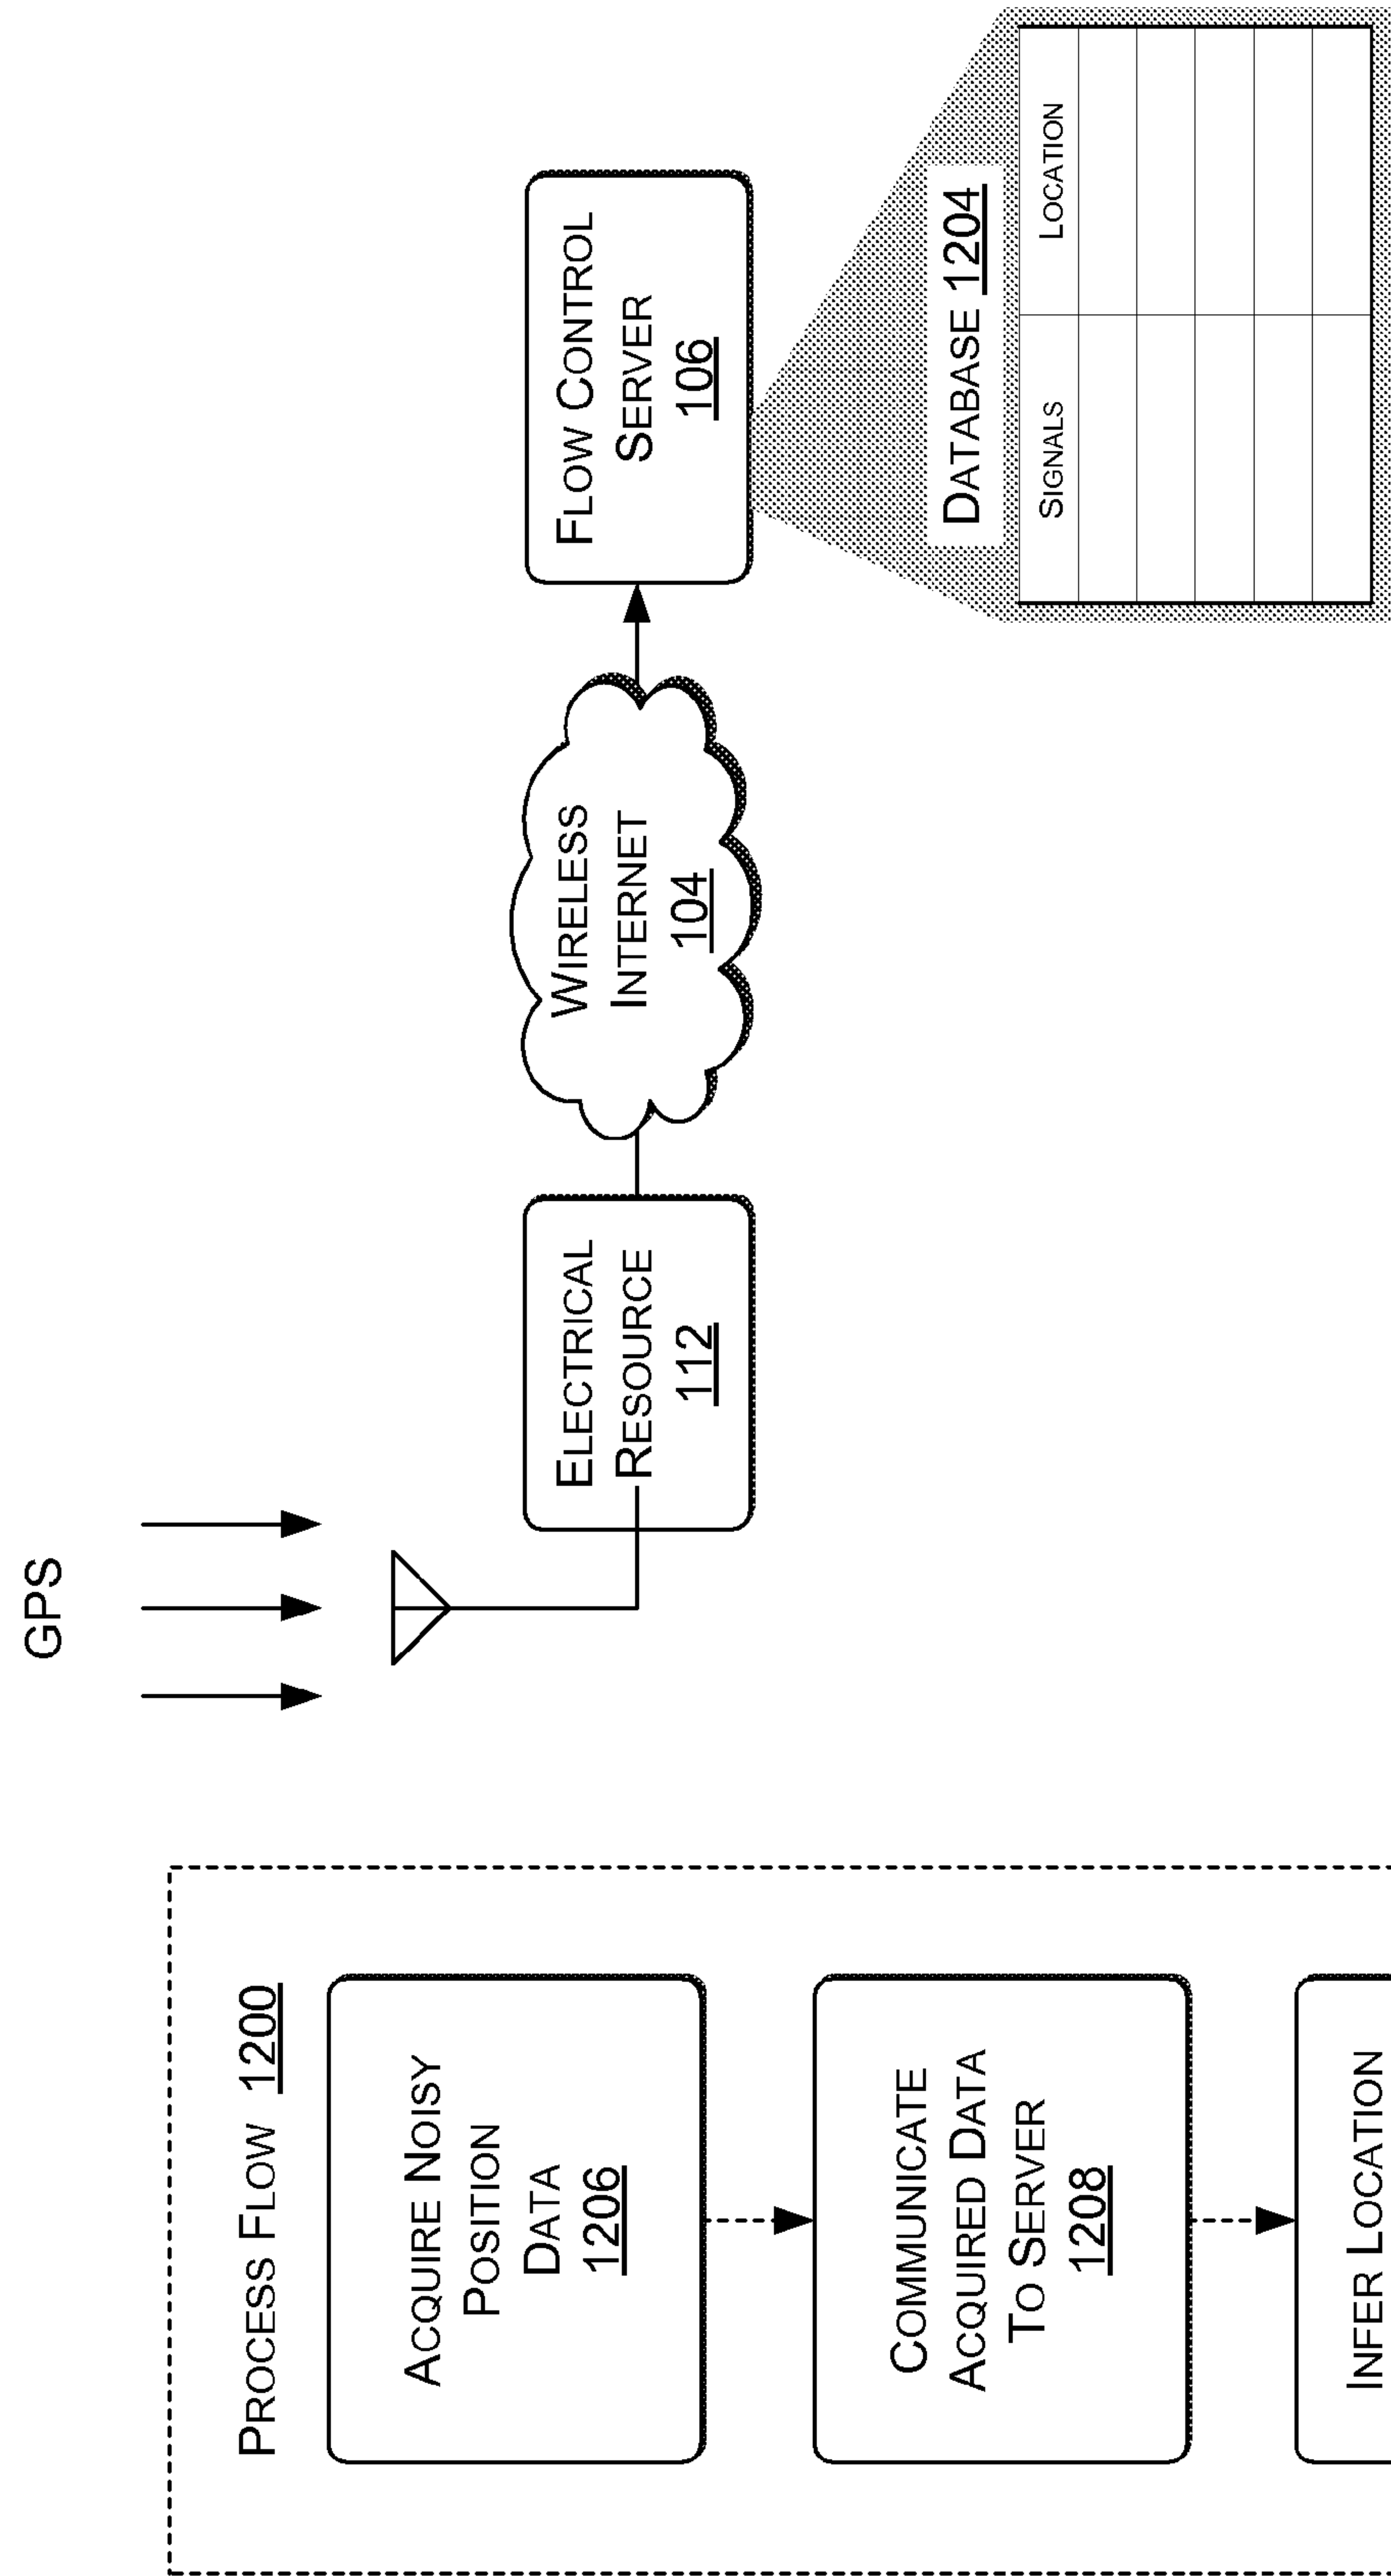 PROCESS FLOW 1200
ACQUIRE NOISY
POSITION
DATA
1206
COMMUNICATE
ACQUIRED DATA
TO SERVER
1208
INFER LOCATION
GPS
ELECTRICAL
RESOURCE
112
WIRELESS
INTERNET
104
FLOW CONTROL
SERVER
106
DATABASE 1204
SIGNALS LOCATION